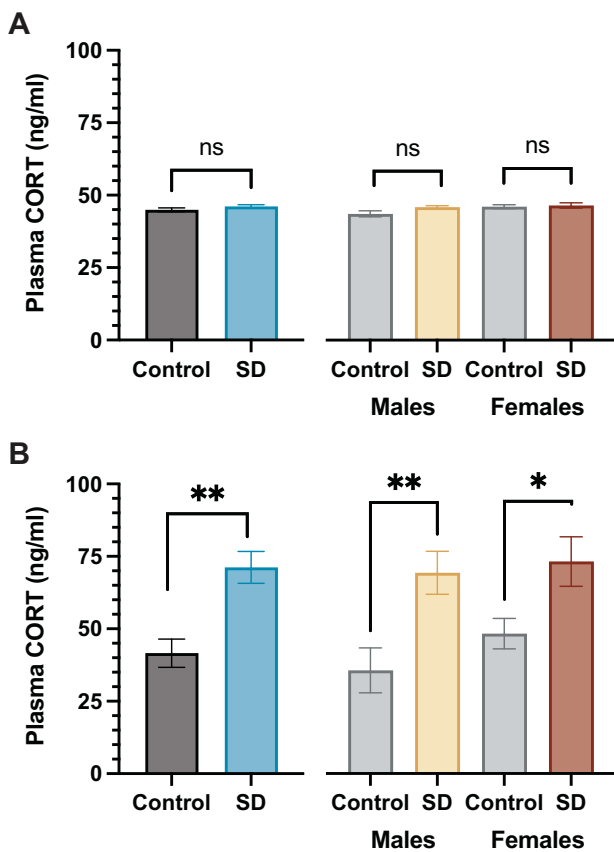 A
Plasma CORT (ng/ml)
100
75
50
25
0
ns
ns
ns
Control SD
Control SD Control SD
Males Females
B
Plasma CORT (ng/ml)
100
75
50
25
0
**
**
*
Control SD
Control SD Control SD
Males Females